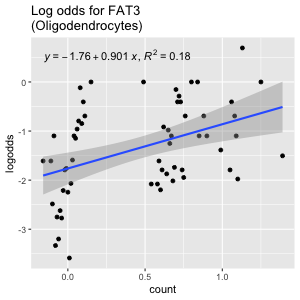 Log odds for FAT3
(Oligodendrocytes)
y = −1.76 + 0.901 x, R² = 0.18
logodds
0
-1
-2
-3
0.0 0.5 1.0
count